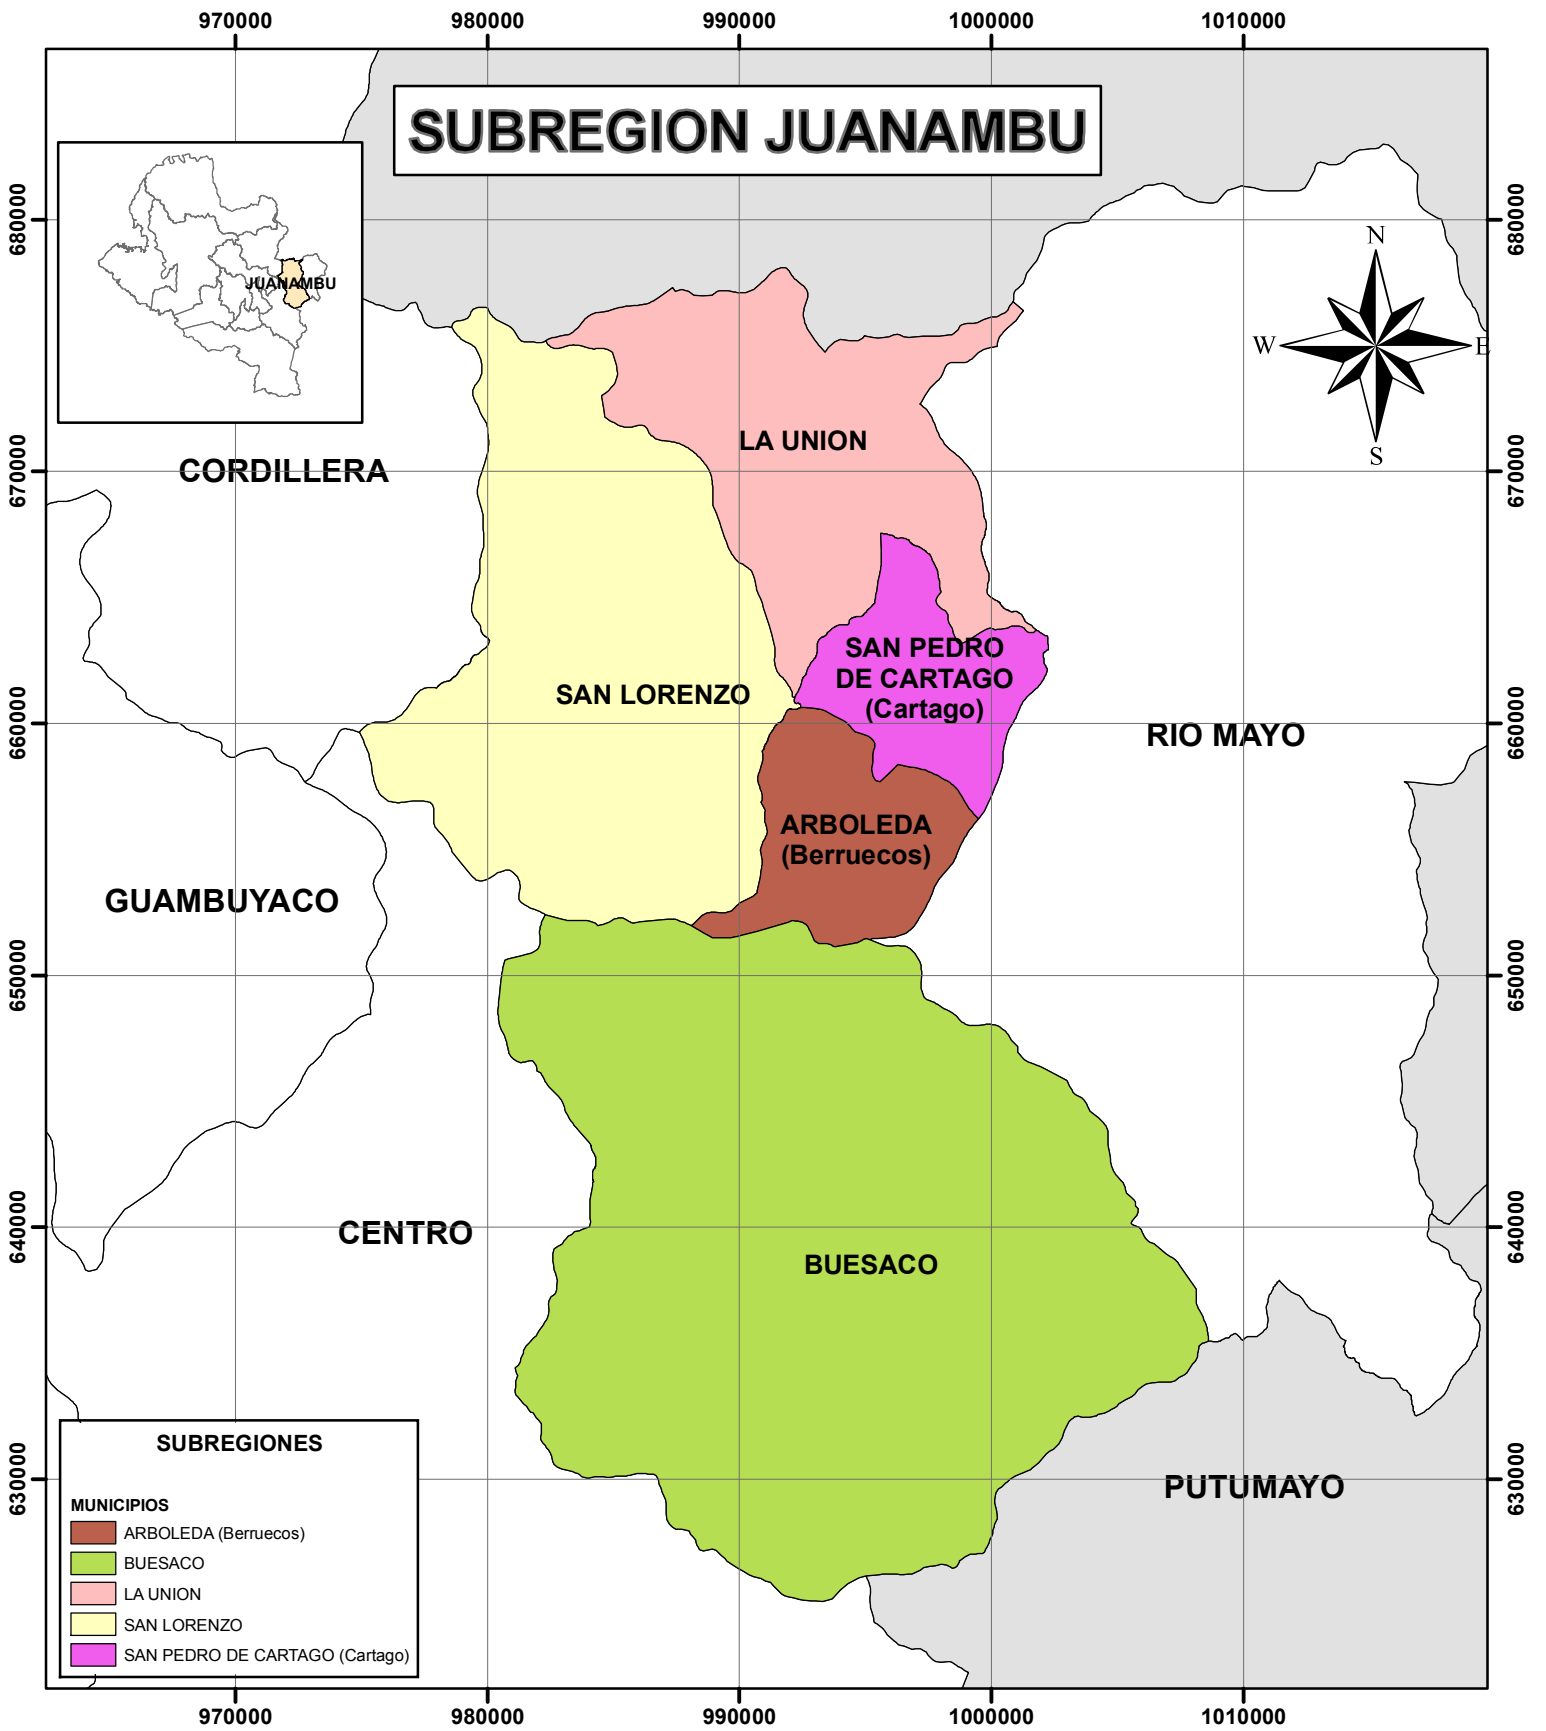 970000 980000 990000 1000000 1010000
SUBREGION JUANAMBU
JUANAMBU
N
W E
S
680000 680000
670000 670000
660000 660000
650000 650000
640000 640000
630000 630000
LA UNION
CORDILLERA
SAN PEDRO
DE CARTAGO
(Cartago)
SAN LORENZO
RIO MAYO
ARBOLEDA
(Berruecos)
GUAMBUYACO
CENTRO
BUESACO
PUTUMAYO
SUBREGIONES
MUNICIPIOS
ARBOLEDA (Berruecos)
BUESACO
LA UNION
SAN LORENZO
SAN PEDRO DE CARTAGO (Cartago)
970000 980000 990000 1000000 1010000